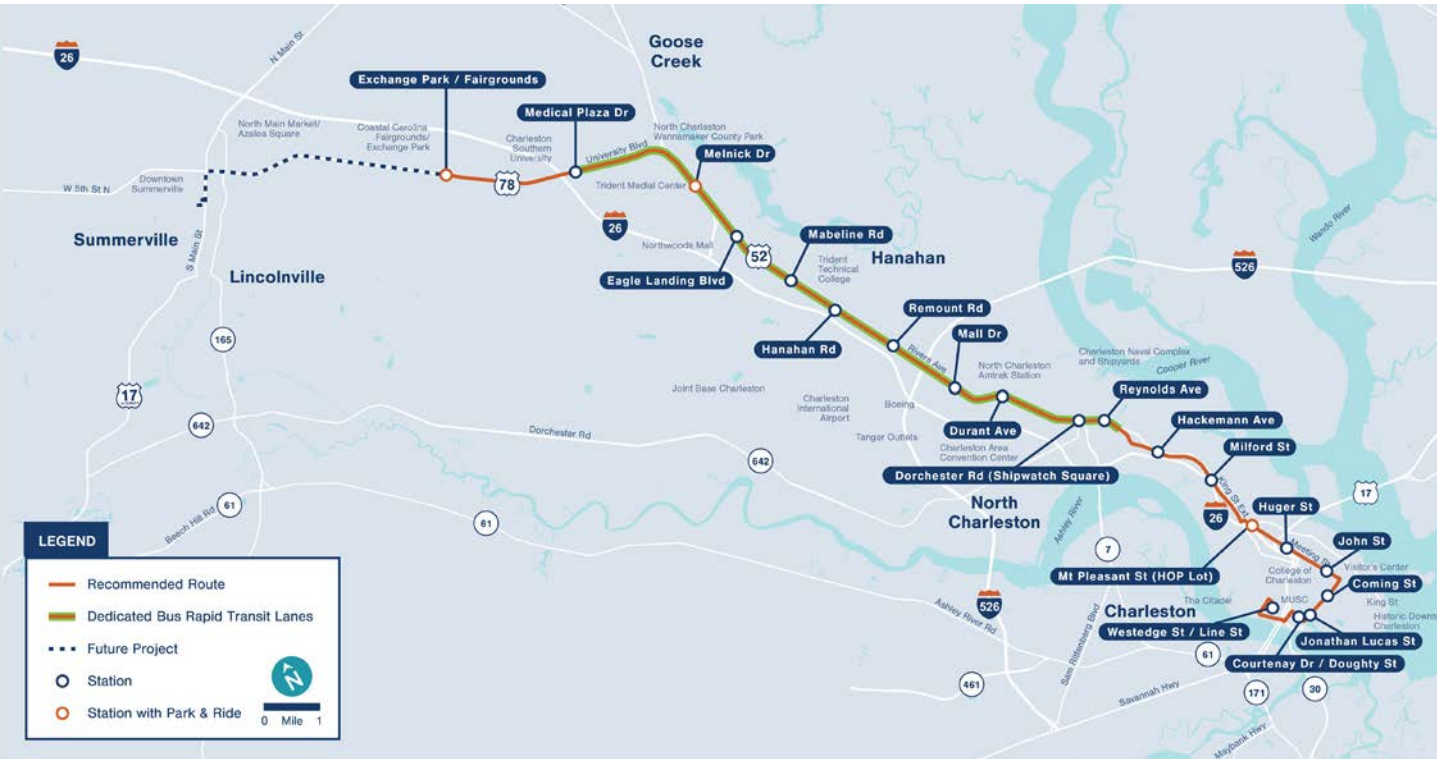 Goose
Creek
26
N Main St
Exchange Park / Fairgrounds
Medical Plaza Dr
North Main Market/
Azalea Square
Coastal Carolina
Fairgrounds/
Exchange Park
Charleston
Southern
University
University Blvd
North Charleston
Wannamaker County Park
Melnick Dr
Downtown
Summerville
W 5th St N
78
Trident Medial Center
Wando River
26
Summerville
S Main St
Northwoods Mall
Mabeline Rd
52
Hanahan
526
Lincolnville
Eagle Landing Blvd
Trident
Technical
College
165
Hanahan Rd
Remount Rd
Rivers Ave
Mall Dr
North Charleston
Amtrak Station
Charleston Naval Complex
and Shipyards
Cooper River
17
Joint Base Charleston
Charleston
International
Airport
Boeing
Reynolds Ave
642
Dorchester Rd
Tanger Outlets
Durant Ave
Hackemann Ave
Charleston Area
Convention Center
Milford St
642
Dorchester Rd (Shipwatch Square)
King St Ext
17
61
Beech Hill Rd
61
North
Charleston
Ashley River
26
Huger St
7
Meeting St
John St
Mt Pleasant St (HOP Lot)
College of
Charleston
Visitor's Center
Coming St
526
Ashley River Rd
Charleston
The Citadel
MUSC
King St
Historic Downt
Charleston
Westedge St / Line St
Jonathan Lucas St
Sam Rittenberg Blvd
61
Courtenay Dr / Doughty St
461
Savannah Hwy
171
30
Maybank Hwy
LEGEND
Recommended Route
Dedicated Bus Rapid Transit Lanes
Future Project
Station
N
Station with Park & Ride
0 Mile 1